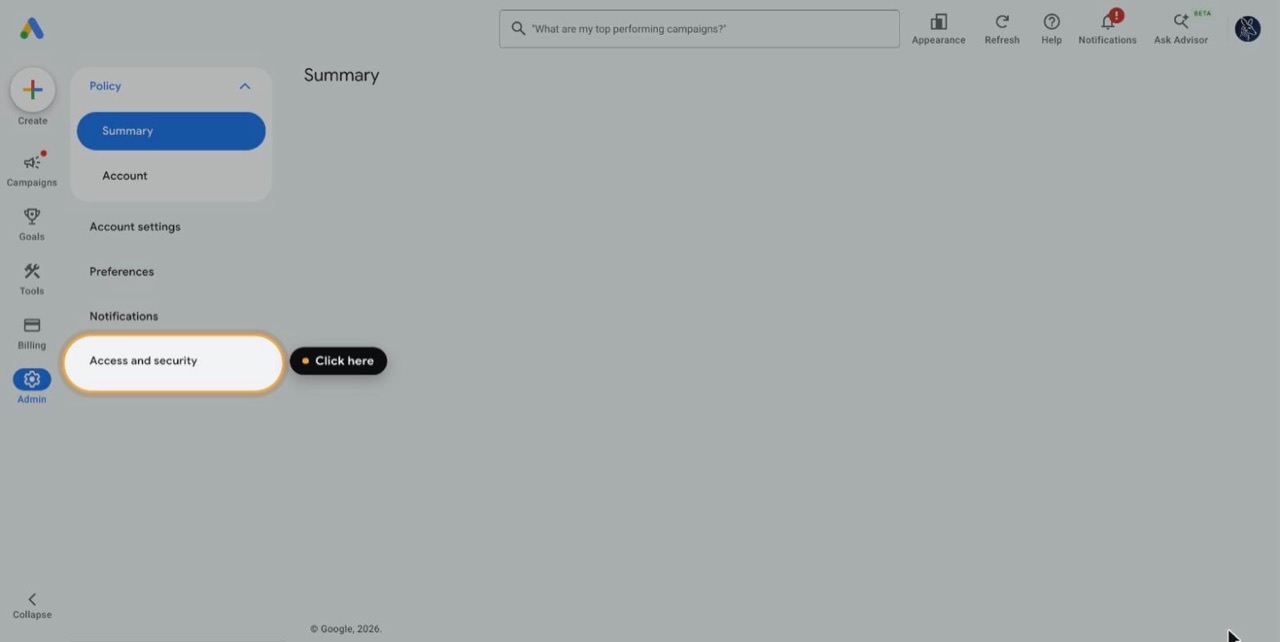 "What are my top performing campaigns?"
Appearance
Refresh
Help
!
Notifications
BETA
Ask Advisor
Create
Campaigns
Goals
Tools
Billing
Admin
Collapse
Policy
Summary
Account
Account settings
Preferences
Notifications
Access and security
Click here
Summary
© Google, 2026.